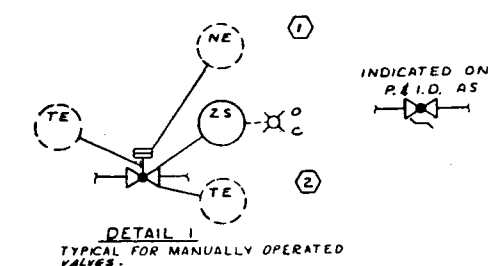 NE
1
INDICATED ON
P. & I.D. AS
TE
ZS
O
C
2
TE
DETAIL 1
TYPICAL FOR MANUALLY OPERATED
VALVES.